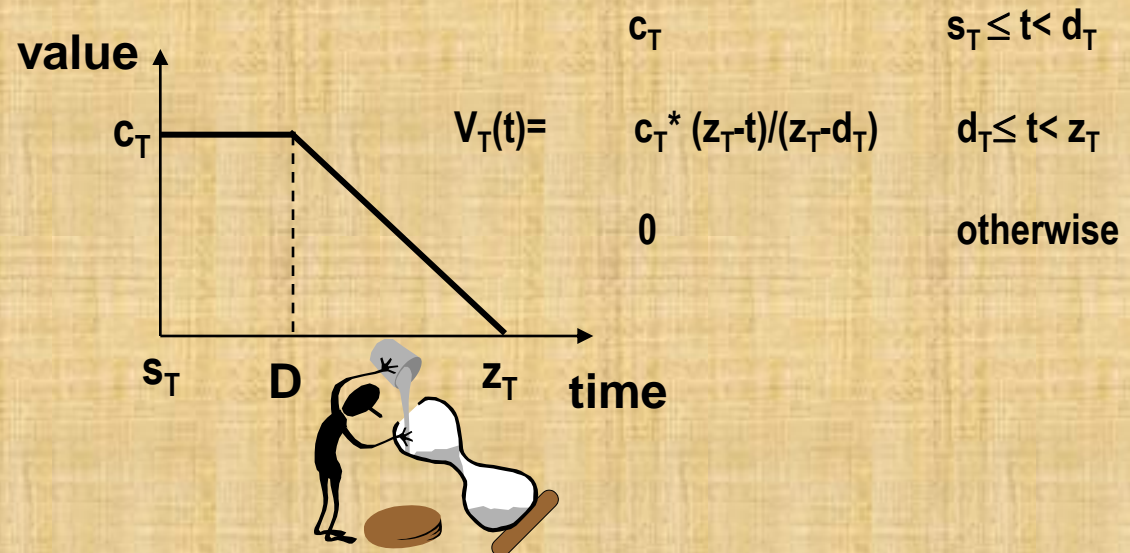 c_T s_T ≤ t< d_T
value
c_T V_T(t)= c_T* (z_T-t)/(z_T-d_T) d_T≤ t< z_T
0 otherwise
s_T D z_T time